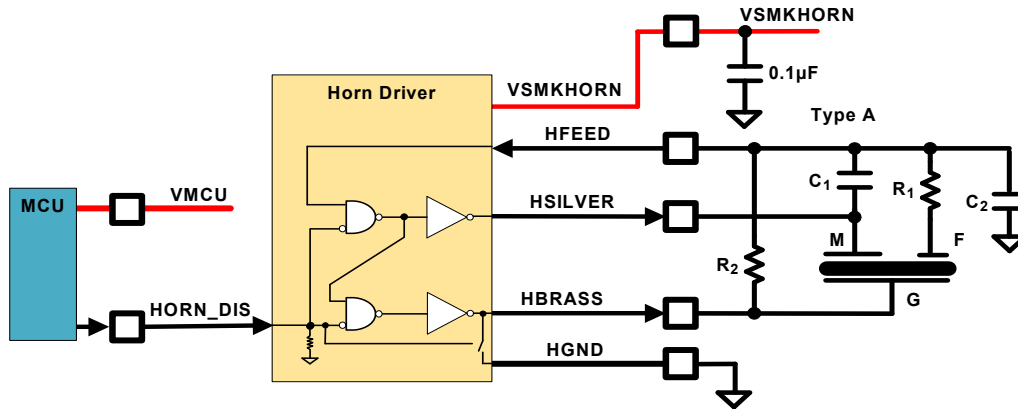 VSMKHORN
0.1µF
Horn Driver
VSMKHORN
Type A
HFEED
C1
R1
C2
MCU
VMCU
HSILVER
M
F
R2
G
HORN_DIS
HBRASS
HGND